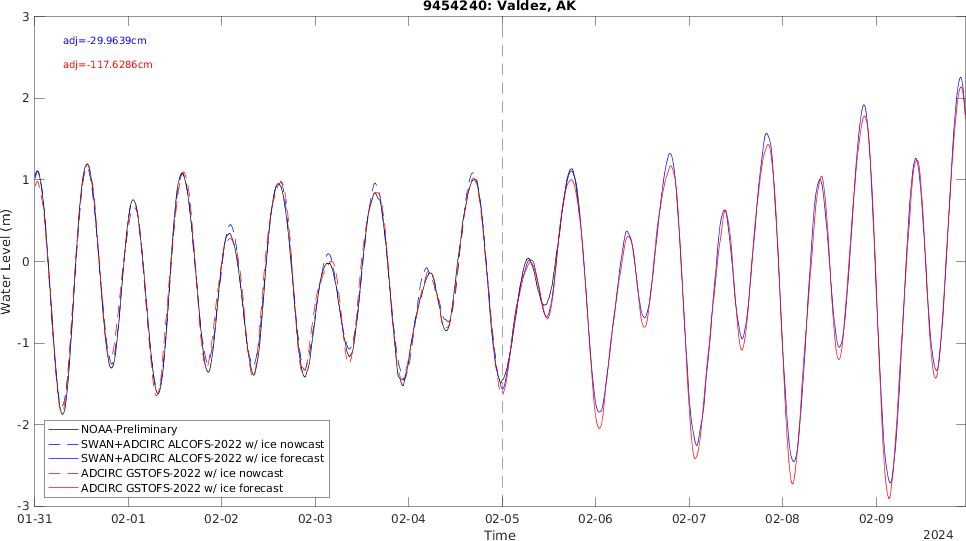 9454240: Valdez, AK
adj=-29.9639cm
adj=-117.6286cm
Water Level (m)
3
2
1
0
-1
-2
-3
NOAA-Preliminary
SWAN+ADCIRC ALCOFS-2022 w/ ice nowcast
SWAN+ADCIRC ALCOFS-2022 w/ ice forecast
ADCIRC GSTOFS-2022 w/ ice nowcast
ADCIRC GSTOFS-2022 w/ ice forecast
01-31 02-01 02-02 02-03 02-04 02-05 02-06 02-07 02-08 02-09
Time
2024